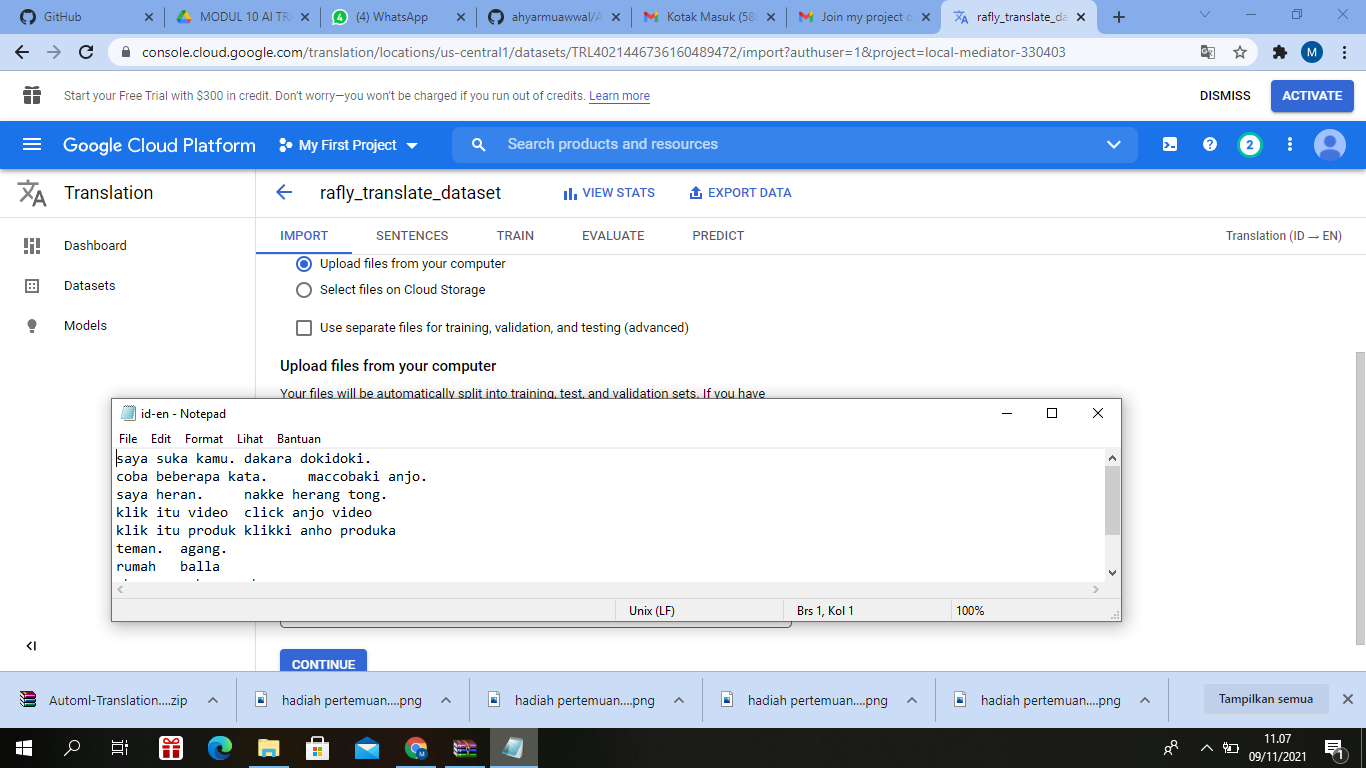 GitHub
MODUL 10 AI TR
(4) WhatsApp
ahyarmuawwal/A
Kotak Masuk (58
Join my project o
rafly_translate_da
console.cloud.google.com/translation/locations/us-central1/datasets/TRL4021446736160489472/import?authuser=1&project=local-mediator-330403
M
Start your Free Trial with $300 in credit. Don't worry—you won't be charged if you run out of credits. Learn more
DISMISS
ACTIVATE
Google Cloud Platform
My First Project
Search products and resources
2
Translation
rafly_translate_dataset
VIEW STATS
EXPORT DATA
Dashboard
Datasets
Models
IMPORT
SENTENCES
TRAIN
EVALUATE
PREDICT
Translation (ID → EN)
Upload files from your computer
Select files on Cloud Storage
Use separate files for training, validation, and testing (advanced)
Upload files from your computer
Your files will be automatically split into training, test, and validation sets. If you have
id-en - Notepad
File Edit Format Lihat Bantuan
saya suka kamu. dakara dokidoki.
coba beberapa kata. maccobaki anjo.
saya heran. nakke herang tong.
klik itu video click anjo video
klik itu produk klikki anho produka
teman. agang.
rumah balla
Unix (LF)
Brs 1, Kol 1
100%
CONTINUE
Automl-Translation....zip
hadiah pertemuan....png
hadiah pertemuan....png
hadiah pertemuan....png
hadiah pertemuan....png
Tampilkan semua
11.07
09/11/2021
1